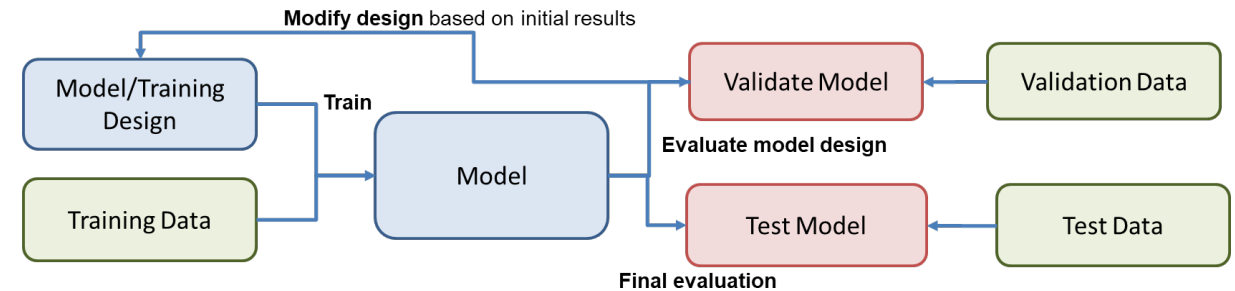 Modify design based on initial results
Model/Training
Design
Train
Validate Model
Validation Data
Model
Evaluate model design
Training Data
Test Model
Test Data
Final evaluation